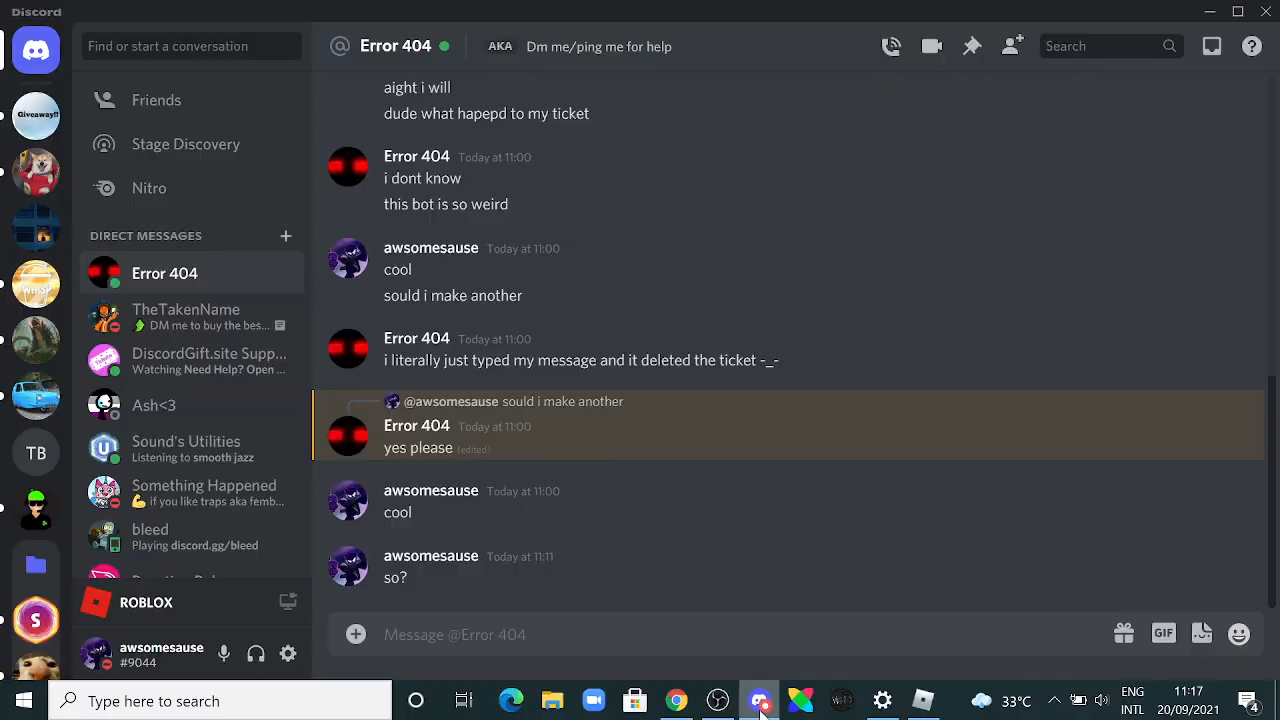 Discord
Find or start a conversation
Error 404
AKA
Dm me/ping me for help
Search
Giveaway!!
Friends
Stage Discovery
Nitro
DIRECT MESSAGES
Error 404
TheTakenName
DM me to buy the bes...
DiscordGift.site Supp...
Watching Need Help? Open ...
Ash<3
Sound's Utilities
Listening to smooth jazz
Something Happened
💪 if you like traps aka femb...
bleed
Playing discord.gg/bleed
WHISP
TB
S
ROBLOX
awsomesause
#9044
aight i will
dude what hapepd to my ticket
Error 404 Today at 11:00
i dont know
this bot is so weird
awsomesause Today at 11:00
cool
sould i make another
Error 404 Today at 11:00
i literally just typed my message and it deleted the ticket -_-
@awsomesause sould i make another
Error 404 Today at 11:00
yes please (edited)
awsomesause Today at 11:00
cool
awsomesause Today at 11:11
so?
Message @Error 404
GIF
Type here to search
33°C
ENG
INTL
11:17
20/09/2021
1